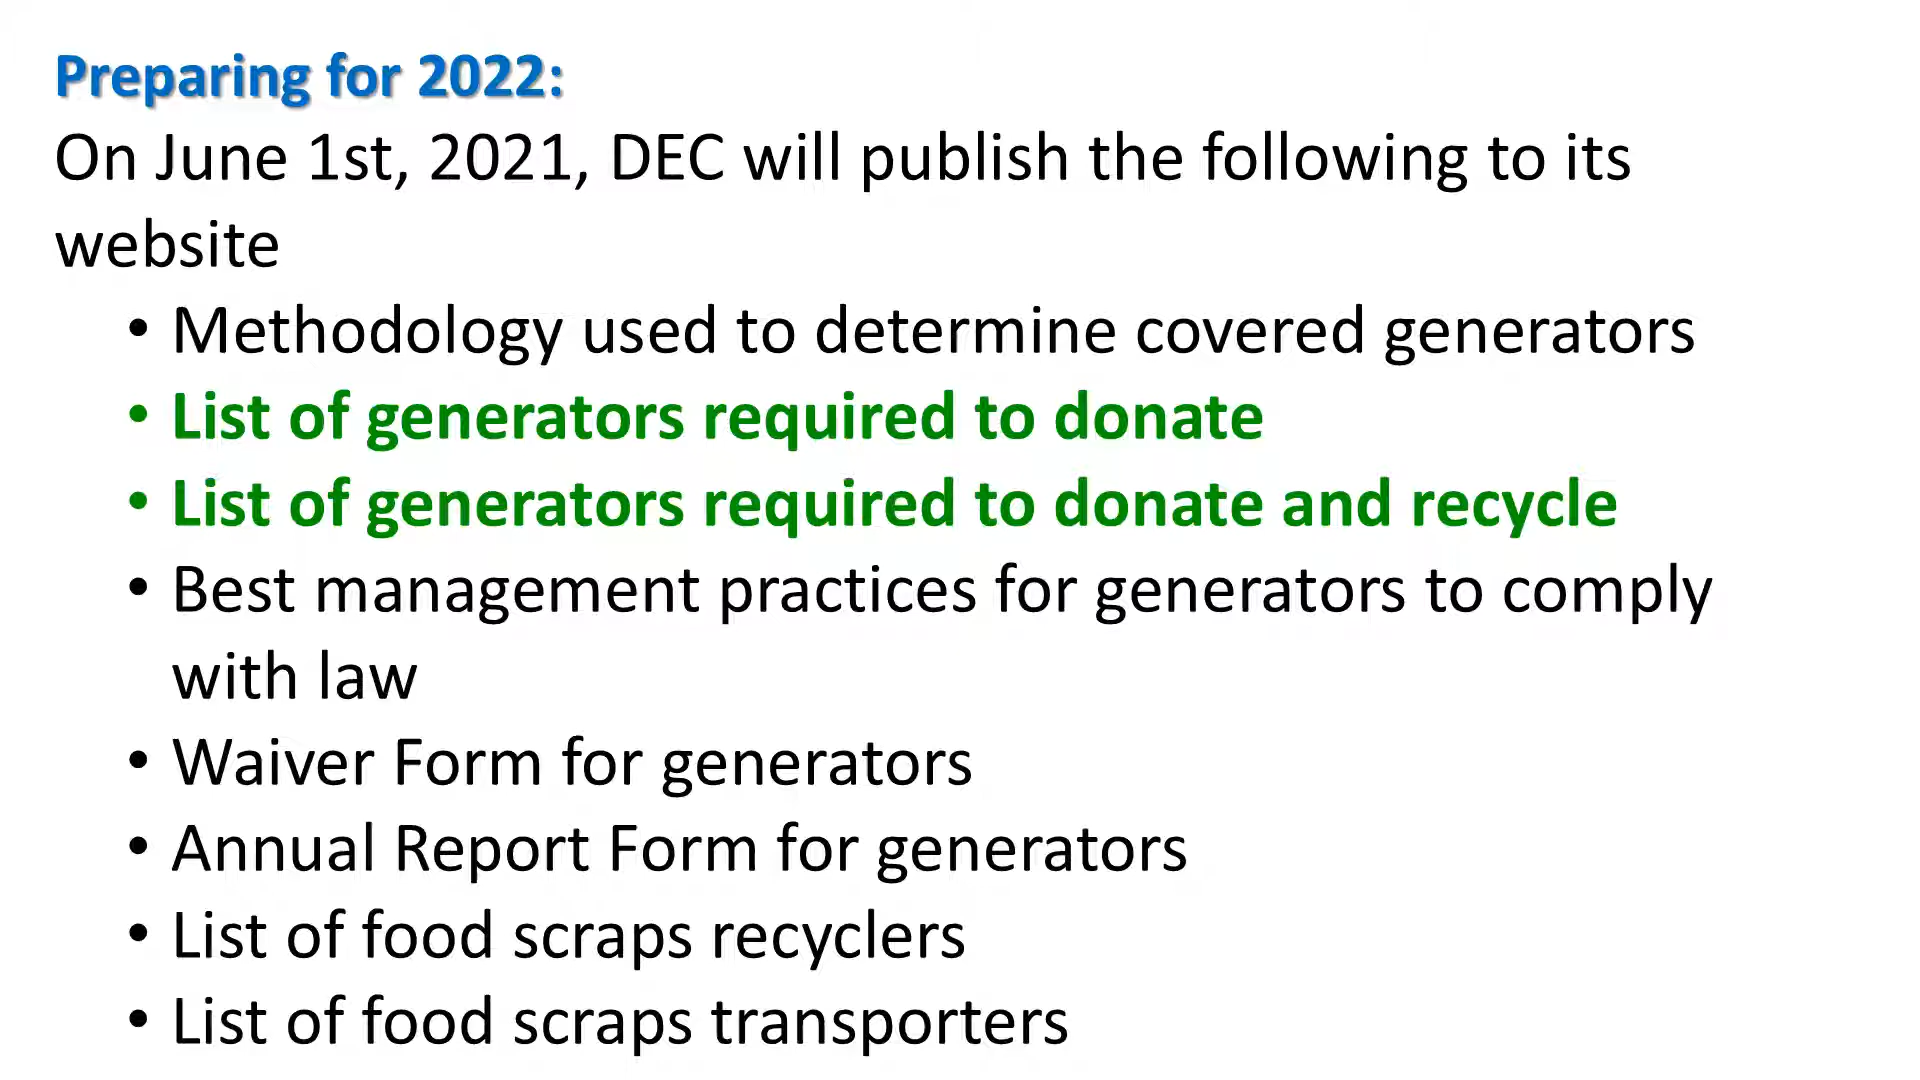 Preparing for 2022:
On June 1st, 2021, DEC will publish the following to its
website
• Methodology used to determine covered generators
• List of generators required to donate
• List of generators required to donate and recycle
• Best management practices for generators to comply
with law
• Waiver Form for generators
• Annual Report Form for generators
• List of food scraps recyclers
• List of food scraps transporters